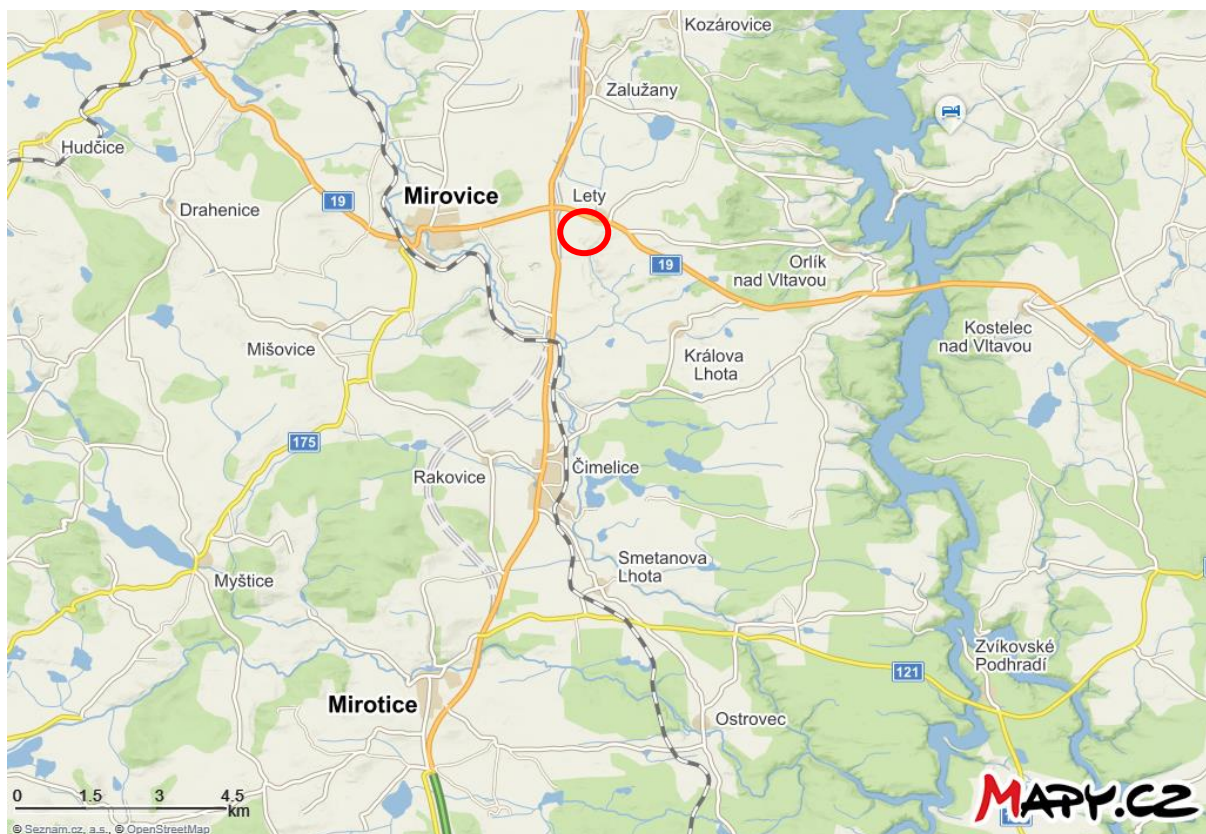 Kozárovice
Zalužany
Hudčice
Lety
Mirovice
19
Drahenice
19
Orlík
nad Vltavou
Kostelec
nad Vltavou
Mišovice
Králova
Lhota
175
Čimelice
Rakovice
Smetanova
Lhota
Myštice
Zvíkovské
Podhradí
121
Mirotice
Ostrovec
0 1.5 3 4.5
km
MAPY.CZ
© Seznam.cz, a.s., © OpenStreetMap